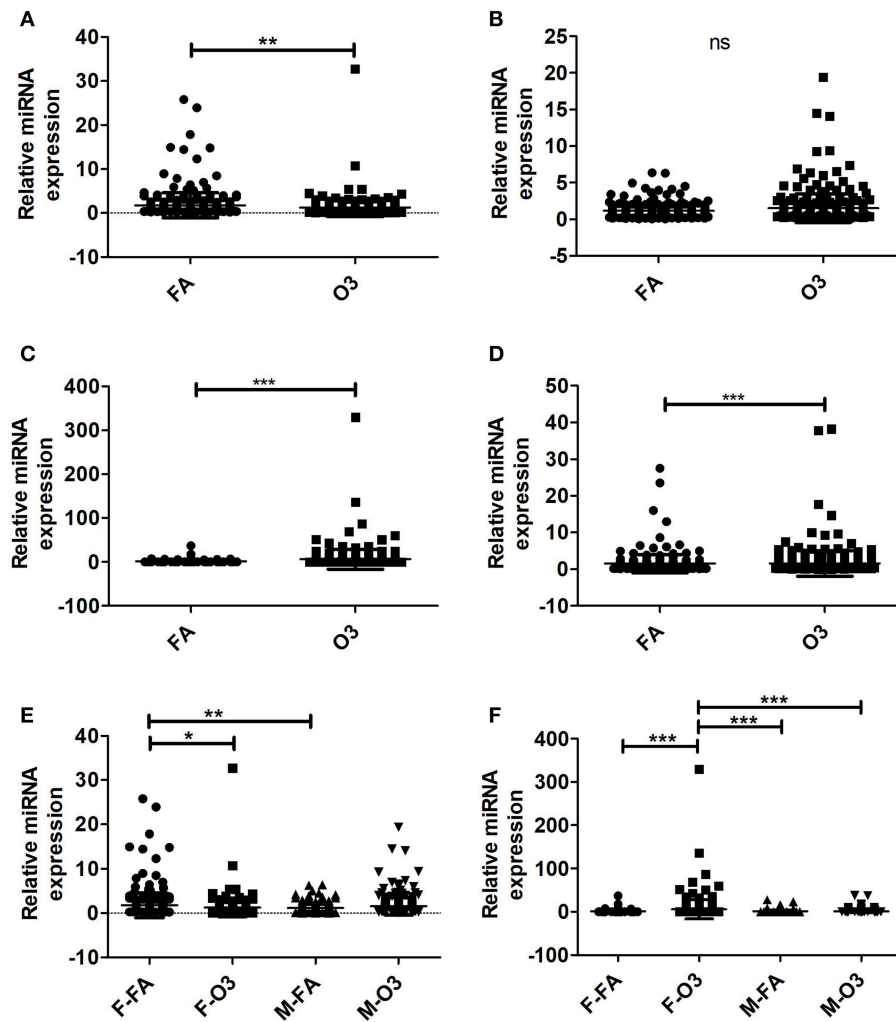 A
Relative miRNA
expression
40
30
20
10
0
-10
**
FA
O3
B
Relative miRNA
expression
25
20
15
10
5
0
-5
ns
FA
O3
C
Relative miRNA
expression
400
300
200
100
0
-100
***
FA
O3
D
Relative miRNA
expression
50
40
30
20
10
0
-10
***
FA
O3
E
Relative miRNA
expression
40
30
20
10
0
-10
**
*
F-FA
F-O3
M-FA
M-O3
F
Relative miRNA
expression
400
300
200
100
0
-100
***
***
***
F-FA
F-O3
M-FA
M-O3